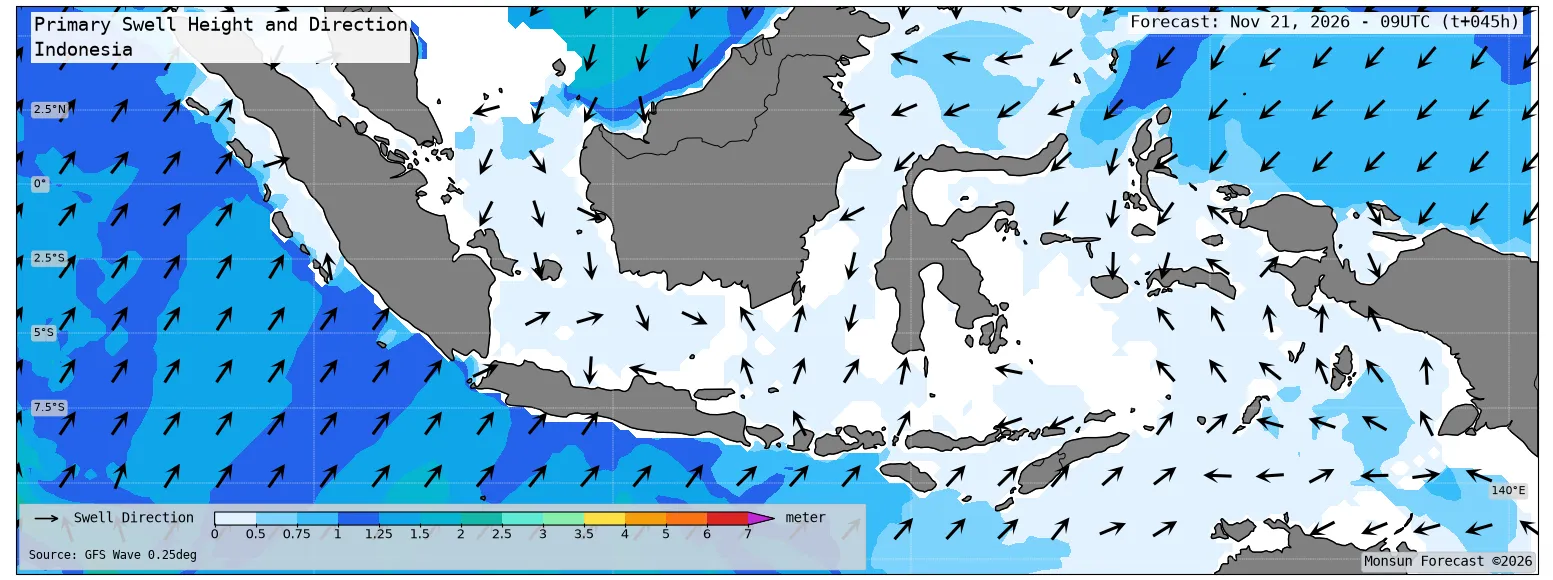 Primary Swell Height and Direction
Indonesia
Forecast: Nov 21, 2026 - 09UTC (t+045h)
2.5°N
0°
2.5°S
5°S
7.5°S
140°E
Swell Direction
0 0.5 0.75 1 1.25 1.5 2 2.5 3 3.5 4 5 6 7
meter
Source: GFS Wave 0.25deg
Monsun Forecast ©2026